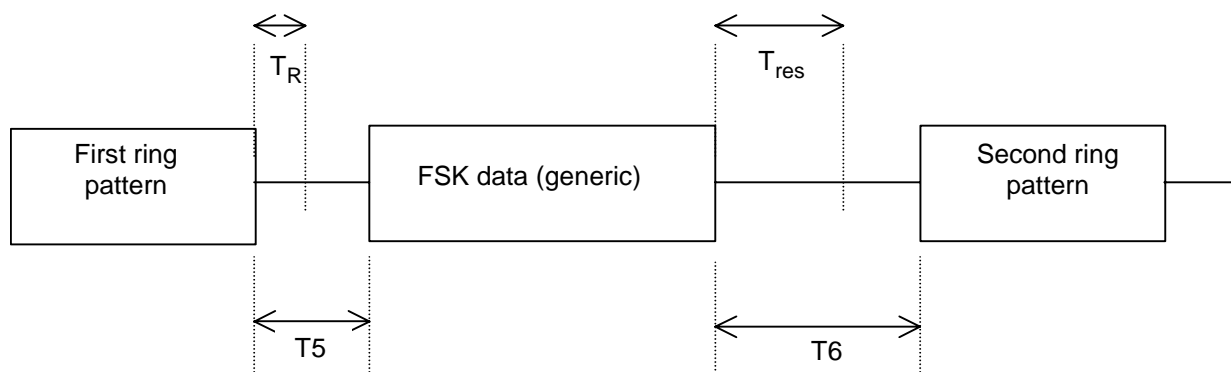 T_R
T_res
First ring
pattern
FSK data (generic)
Second ring
pattern
T5
T6